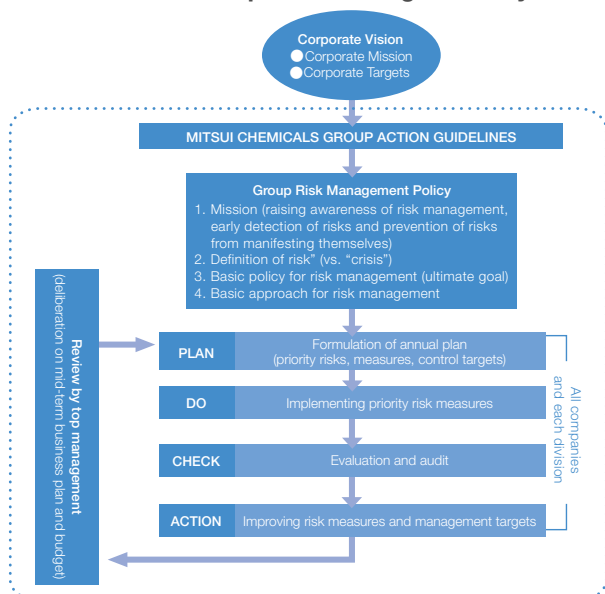 Corporate Vision
Corporate Mission
Corporate Targets
MITSUI CHEMICALS GROUP ACTION GUIDELINES
Group Risk Management Policy
1. Mission (raising awareness of risk management,
early detection of risks and prevention of risks
from manifesting themselves)
2. Definition of risk” (vs. “crisis”)
3. Basic policy for risk management (ultimate goal)
4. Basic approach for risk management
Review by top management
(deliberation on mid-term business plan and budget)
PLAN
Formulation of annual plan
(priority risks, measures, control targets)
DO
Implementing priority risk measures
CHECK
Evaluation and audit
ACTION
Improving risk measures and management targets
All companies
and each division